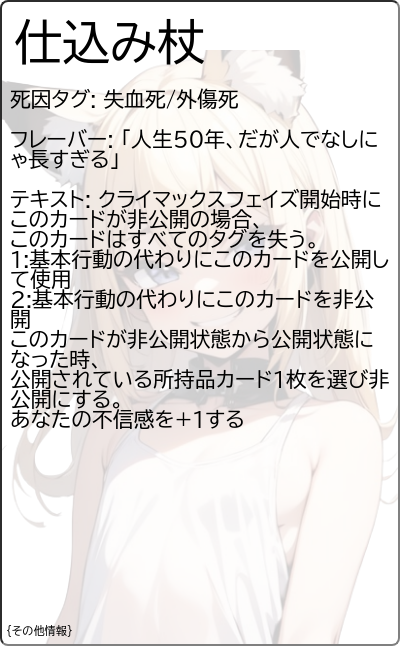 仕込み杖
死因タグ: 失血死/外傷死
フレーバー: 「人生50年、だが人でなしに
ゃ長すぎる」
テキスト: クライマックスフェイズ開始時に
このカードが非公開の場合、
このカードはすべてのタグを失う。
1:基本行動の代わりにこのカードを公開し
て使用
2:基本行動の代わりにこのカードを非公
開
このカードが非公開状態から公開状態に
なった時、
公開されている所持品カード1枚を選び非
公開にする。
あなたの不信感を+1する
{その他情報}